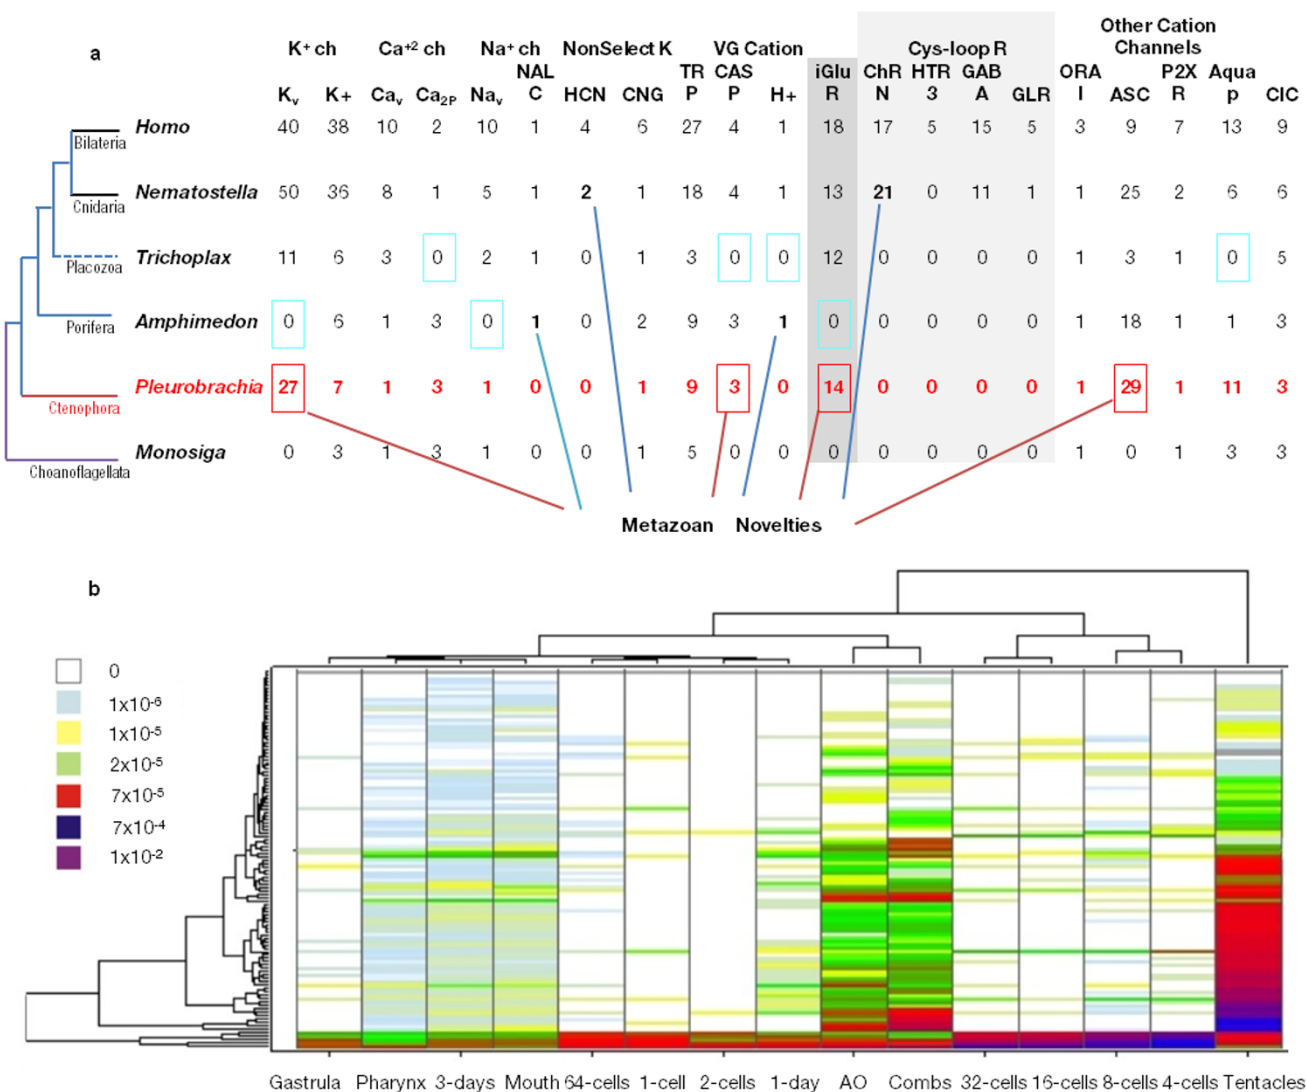 a
K+ ch Ca+2 ch Na+ ch NonSelect K VG Cation Cys-loop R Other Cation Channels
Kv K+ Cav Ca2P Nav NALC HCN CNG TRP CASP H+ iGluR ChRN HTR3 GABA GLR ORAI ASC P2XR Aquap ClC
Homo 40 38 10 2 10 1 4 6 27 4 1 18 17 5 15 5 3 9 7 13 9
Bilateria
Nematostella 50 36 8 1 5 1 2 1 18 4 1 13 21 0 11 1 1 25 2 6 6
Cnidaria
Trichoplax 11 6 3 0 2 1 0 1 3 0 0 12 0 0 0 0 1 3 1 0 5
Placozoa
Amphimedon 0 6 1 3 0 1 0 2 9 3 1 0 0 0 0 0 1 18 1 1 3
Porifera
Pleurobrachia 27 7 1 3 1 0 0 1 9 3 0 14 0 0 0 0 1 29 1 11 3
Ctenophora
Monosiga 0 3 1 3 1 0 0 1 5 0 0 0 0 0 0 0 1 0 1 3 3
Choanoflagellata
Metazoan Novelties
b
0
1x10-6
1x10-5
2x10-5
7x10-5
7x10-4
1x10-2
Gastrula Pharynx 3-days Mouth 64-cells 1-cell 2-cells 1-day AO Combs 32-cells 16-cells 8-cells 4-cells Tentacles